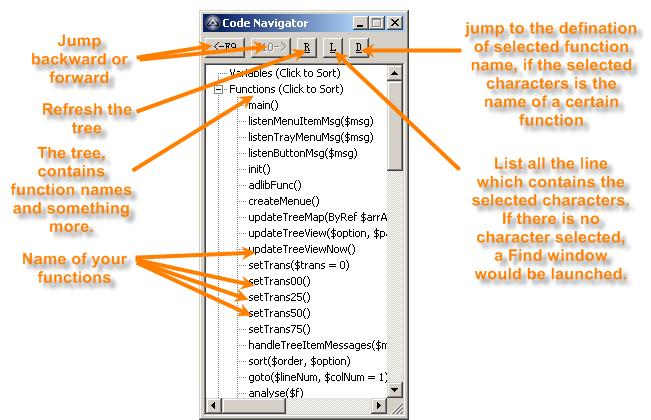 Code Navigator
<-F9
R
L
D
Variables (Click to Sort)
Functions (Click to Sort)
main()
listenMenuItemMsg($msg)
listenTrayMenuMsg($msg)
listenButtonMsg($msg)
init()
adlibFunc()
createMenue()
updateTreeMap(ByRef $arrA
updateTreeView($option, $pa
updateTreeViewNow()
setTrans($trans = 0)
setTrans00()
setTrans25()
setTrans50()
setTrans75()
handleTreeItemMessages($m
sort($order, $option)
goto($lineNum, $colNum = 1)
analyse($f)
Jump
backward or
forward
Refresh the
tree
The tree,
contains
function names
and something
more.
Name of your
functions
jump to the defination
of selected function
name, if the selected
characters is the
name of a certain
function
List all the line
which contains the
selected characters.
If there is no
character selected,
a Find window
would be launched.